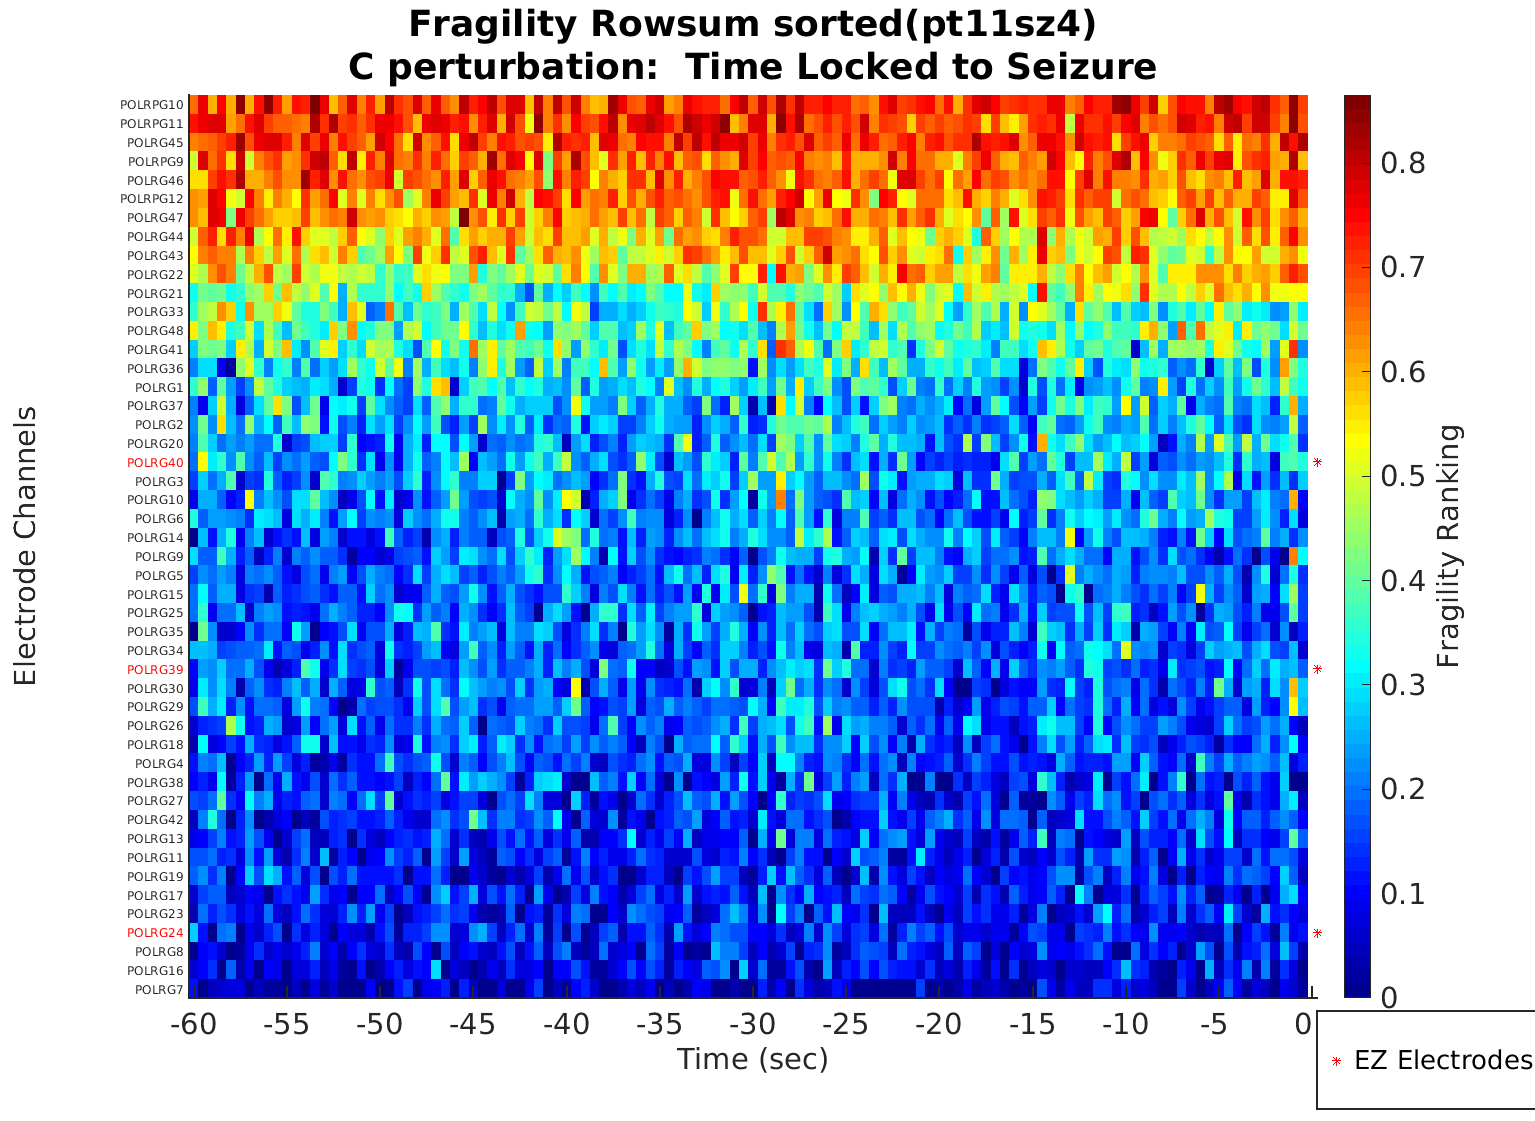 Fragility Rowsum sorted(pt11sz4)
C perturbation:  Time Locked to Seizure
Electrode Channels
POLRPG10
POLRPG11
POLRG45
POLRPG9
POLRG46
POLRPG12
POLRG47
POLRG44
POLRG43
POLRG22
POLRG21
POLRG33
POLRG48
POLRG41
POLRG36
POLRG1
POLRG37
POLRG2
POLRG20
POLRG40
POLRG3
POLRG10
POLRG6
POLRG14
POLRG9
POLRG5
POLRG15
POLRG25
POLRG35
POLRG34
POLRG39
POLRG30
POLRG29
POLRG26
POLRG18
POLRG4
POLRG38
POLRG27
POLRG42
POLRG13
POLRG11
POLRG19
POLRG17
POLRG23
POLRG24
POLRG8
POLRG16
POLRG7
-60 -55 -50 -45 -40 -35 -30 -25 -20 -15 -10 -5 0
Time (sec)
0.8
0.7
0.6
0.5
0.4
0.3
0.2
0.1
0
Fragility Ranking
EZ Electrodes